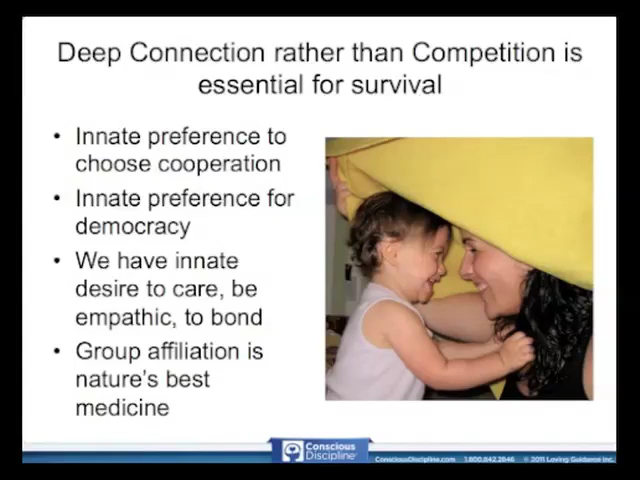 Deep Connection rather than Competition is
essential for survival
• Innate preference to
choose cooperation
• Innate preference for
democracy
• We have innate
desire to care, be
empathic, to bond
• Group affiliation is
nature's best
medicine
Conscious
Discipline
ConsciousDiscipline.com 1.800.842.2846 © 2011 Loving Guidance Inc.